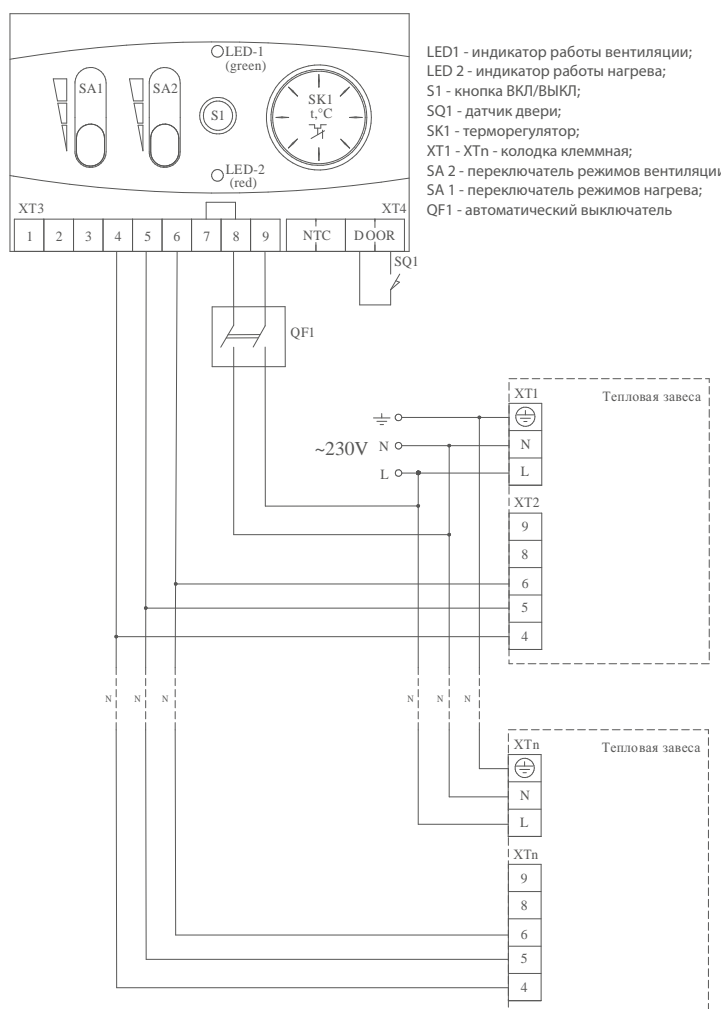 LED-1
(green)
SA1
SA2
S1
SK1
t,°C
LED-2
(red)
XT3
XT4
1 2 3 4 5 6 7 8 9 NTC DOOR
SQ1
QF1
LED1 - индикатор работы вентиляции;
LED 2 - индикатор работы нагрева;
S1 - кнопка ВКЛ/ВЫКЛ;
SQ1 - датчик двери;
SK1 - терморегулятор;
XT1 - XTn - колодка клеммная;
SA 2 - переключатель режимов вентиляции
SA 1 - переключатель режимов нагрева;
QF1 - автоматический выключатель
XT1
Тепловая завеса
~230V N
L
N
L
XT2
9
8
6
5
4
N N N N N N
XTn
Тепловая завеса
N
L
XTn
9
8
6
5
4